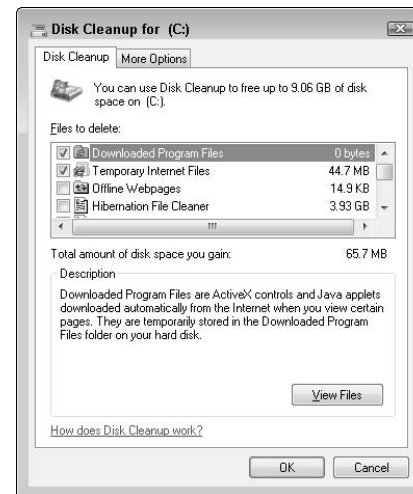 Disk Cleanup for (C:)
Disk Cleanup
More Options
You can use Disk Cleanup to free up to 9.06 GB of disk
space on (C:).
Files to delete:
Downloaded Program Files 0 bytes
Temporary Internet Files 44.7 MB
Offline Webpages 14.9 KB
Hibernation File Cleaner 3.93 GB
Total amount of disk space you gain: 65.7 MB
Description
Downloaded Program Files are ActiveX controls and Java applets
downloaded automatically from the Internet when you view certain
pages. They are temporarily stored in the Downloaded Program
Files folder on your hard disk.
View Files
How does Disk Cleanup work?
OK
Cancel